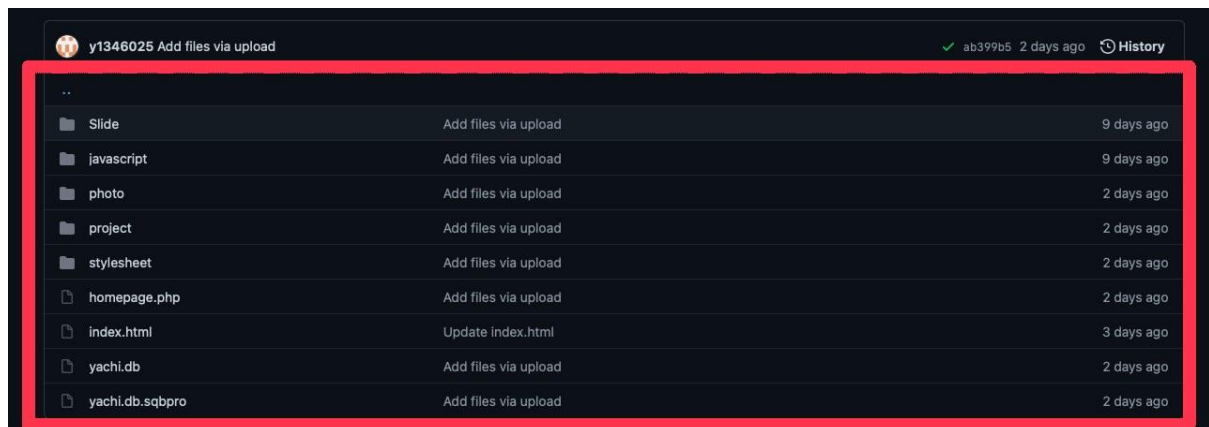 y1346025 Add files via upload ab399b5 2 days ago History
..
Slide Add files via upload 9 days ago
javascript Add files via upload 9 days ago
photo Add files via upload 2 days ago
project Add files via upload 2 days ago
stylesheet Add files via upload 2 days ago
homepage.php Add files via upload 2 days ago
index.html Update index.html 3 days ago
yachi.db Add files via upload 2 days ago
yachi.db.sqbpro Add files via upload 2 days ago